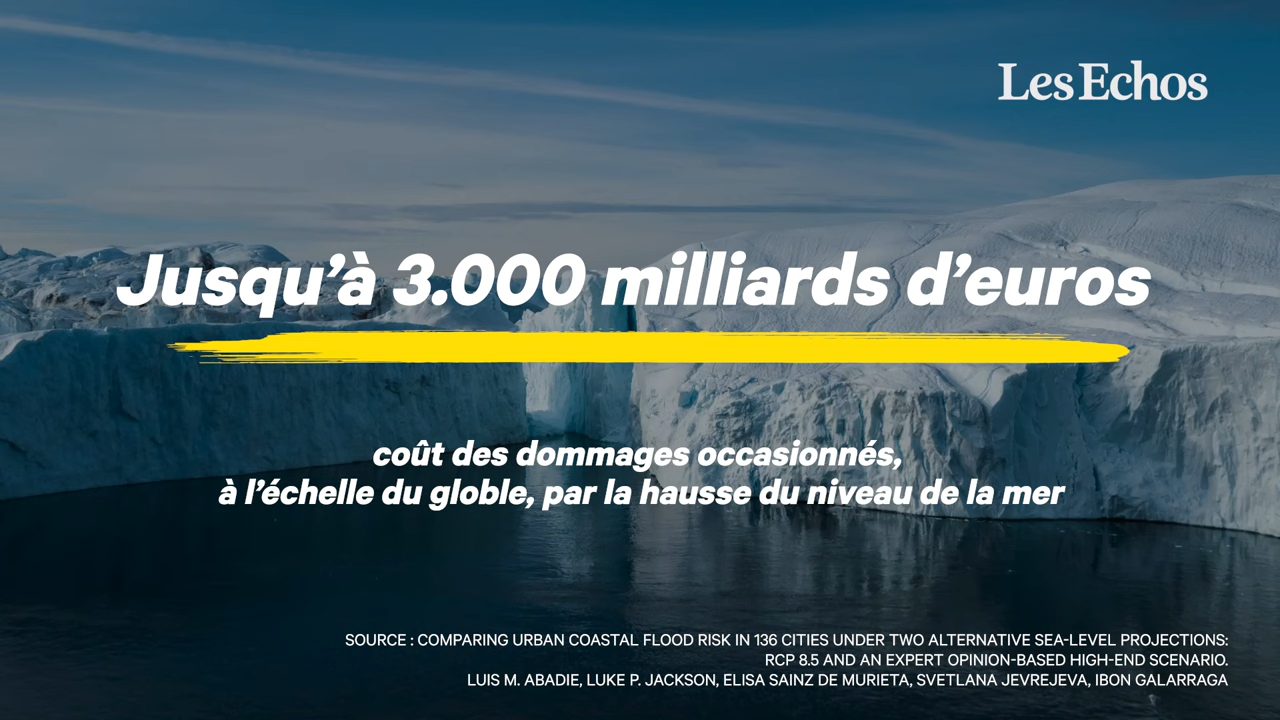 Les Echos
Jusqu'à 3.000 milliards d'euros
coût des dommages occasionnés,
à l'échelle du globle, par la hausse du niveau de la mer
SOURCE : COMPARING URBAN COASTAL FLOOD RISK IN 136 CITIES UNDER TWO ALTERNATIVE SEA-LEVEL PROJECTIONS:
RCP 8.5 AND AN EXPERT OPINION-BASED HIGH-END SCENARIO.
LUIS M. ABADIE, LUKE P. JACKSON, ELISA SAINZ DE MURIETA, SVETLANA JEVREJEVA, IBON GALARRAGA